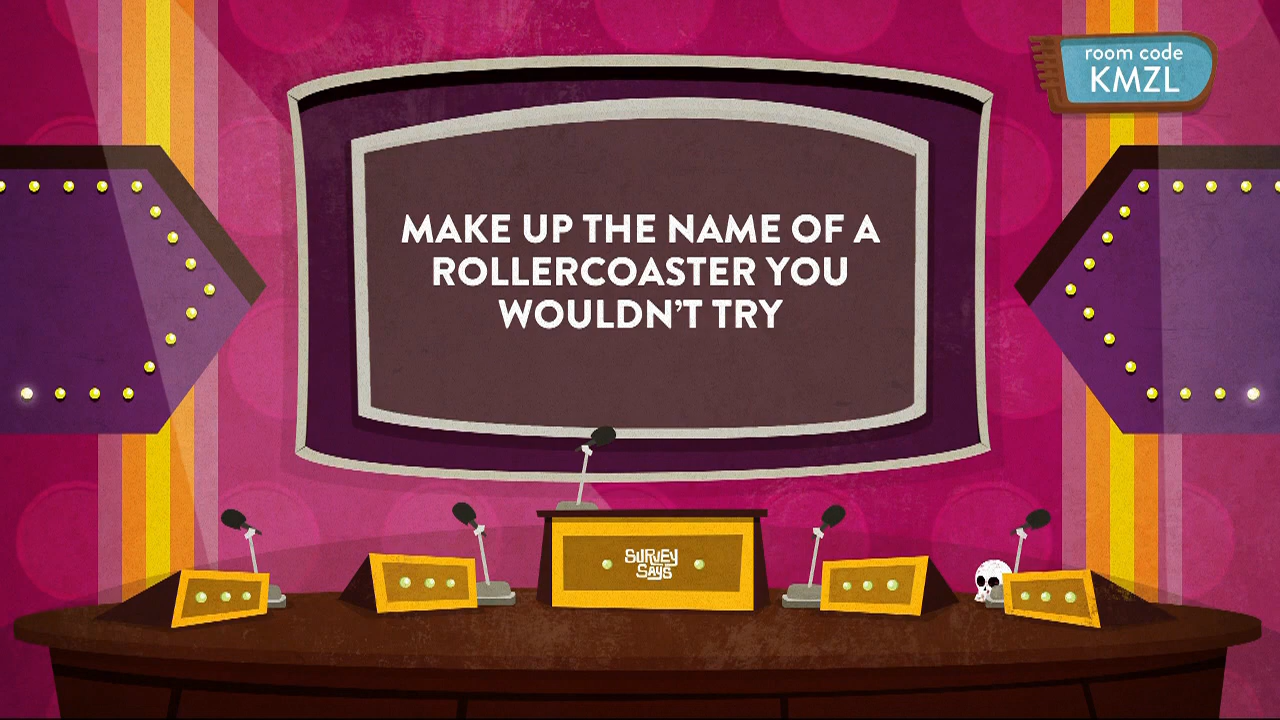 room code
KMZL
MAKE UP THE NAME OF A
ROLLERCOASTER YOU
WOULDN'T TRY
SURVEY
SAYS